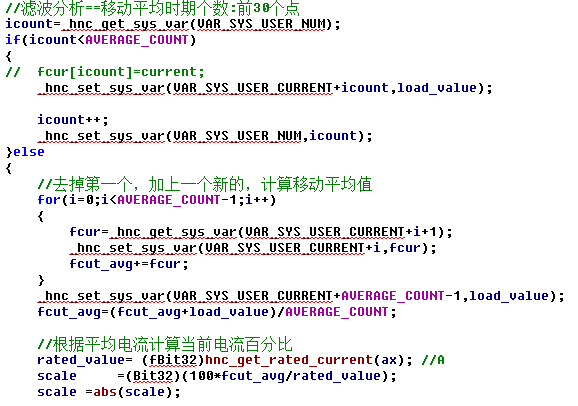 //滤波分析==移动平均时期个数:前30个点
icount=_hnc_get_sys_var(VAR_SYS_USER_NUM);
if(icount<AVERAGE_COUNT)
{
//  fcur[icount]=current;
    _hnc_set_sys_var(VAR_SYS_USER_CURRENT+icount,load_value);
    icount++;
    _hnc_set_sys_var(VAR_SYS_USER_NUM,icount);
}else
{
    //去掉第一个，加上一个新的，计算移动平均值
    for(i=0;i<AVERAGE_COUNT-1;i++)
    {
        fcur=_hnc_get_sys_var(VAR_SYS_USER_CURRENT+i+1);
        _hnc_set_sys_var(VAR_SYS_USER_CURRENT+i,fcur);
        fcut_avg+=fcur;
    }
    _hnc_set_sys_var(VAR_SYS_USER_CURRENT+AVERAGE_COUNT-1,load_value);
    fcut_avg=(fcut_avg+load_value)/AVERAGE_COUNT;
    //根据平均电流计算当前电流百分比
    rated_value= (fBit32)hnc_get_rated_current(ax); //A
    scale     =(Bit32)(100*fcut_avg/rated_value);
    scale =abs(scale);